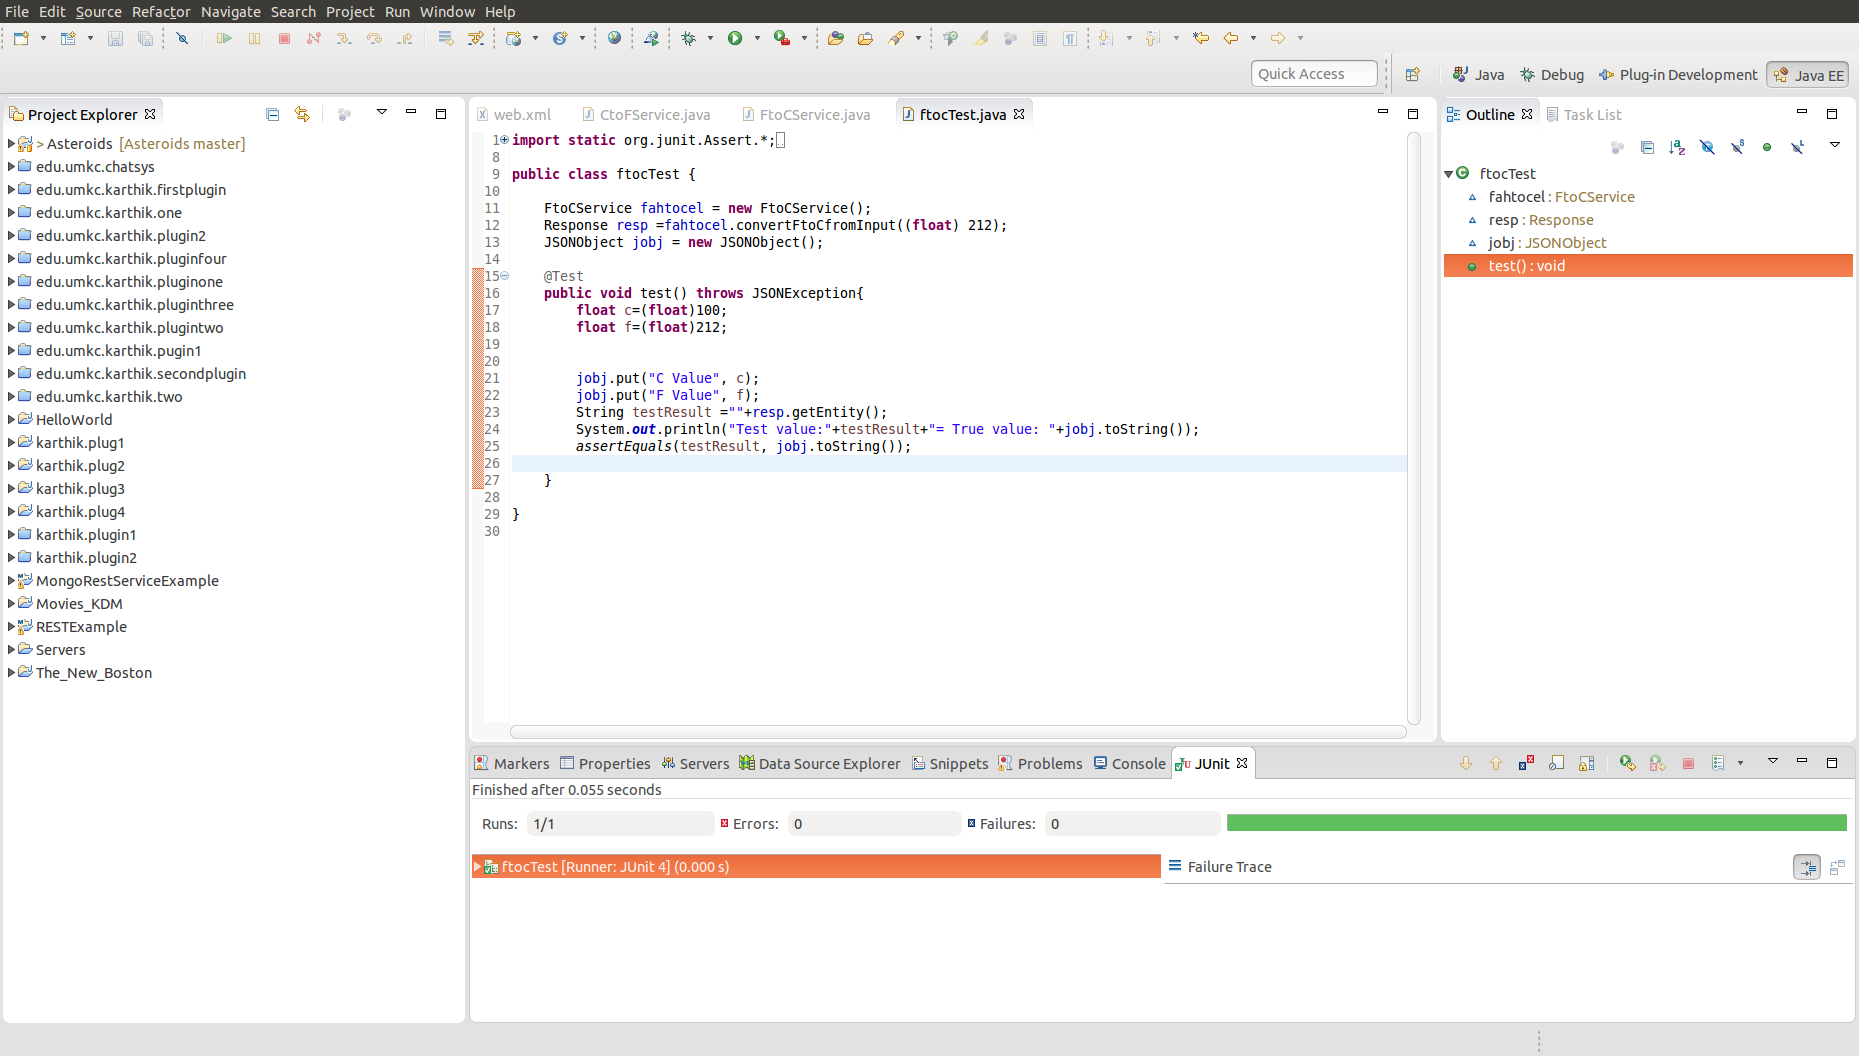 File Edit Source Refactor Navigate Search Project Run Window Help
Quick Access
Java Debug Plug-in Development Java EE
Project Explorer
> Asteroids [Asteroids master]
edu.umkc.chatsys
edu.umkc.karthik.firstplugin
edu.umkc.karthik.one
edu.umkc.karthik.plugin2
edu.umkc.karthik.pluginfour
edu.umkc.karthik.pluginone
edu.umkc.karthik.pluginthree
edu.umkc.karthik.plugintwo
edu.umkc.karthik.pugin1
edu.umkc.karthik.secondplugin
edu.umkc.karthik.two
HelloWorld
karthik.plug1
karthik.plug2
karthik.plug3
karthik.plug4
karthik.plugin1
karthik.plugin2
MongoRestServiceExample
Movies_KDM
RESTExample
Servers
The_New_Boston
web.xml CtoFService.java FtoCService.java ftocTest.java
1 import static org.junit.Assert.*;
8
9 public class ftocTest {
10
11 FtoCService fahtocel = new FtoCService();
12 Response resp =fahtocel.convertFtoCfromInput((float) 212);
13 JSONObject jobj = new JSONObject();
14
15 @Test
16 public void test() throws JSONException{
17 float c=(float)100;
18 float f=(float)212;
19
20
21 jobj.put("C Value", c);
22 jobj.put("F Value", f);
23 String testResult =""+resp.getEntity();
24 System.out.println("Test value:"+testResult+"= True value: "+jobj.toString());
25 assertEquals(testResult, jobj.toString());
26
27 }
28
29 }
30
Outline Task List
ftocTest
fahtocel : FtoCService
resp : Response
jobj : JSONObject
test() : void
Markers Properties Servers Data Source Explorer Snippets Problems Console JUnit
Finished after 0.055 seconds
Runs: 1/1 Errors: 0 Failures: 0
ftocTest [Runner: JUnit 4] (0.000 s)
Failure Trace